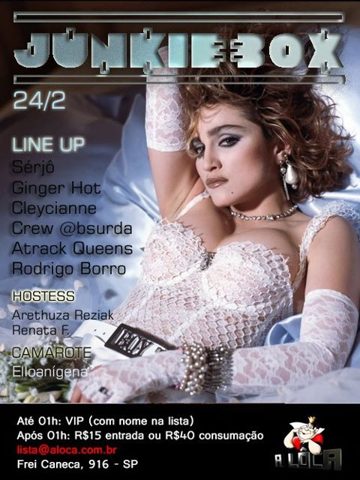 JUNKIEBOX
24/2
LINE UP
Sérjô
Ginger Hot
Cleycianne
Crew @bsurda
Atrack Queens
Rodrigo Borro
HOSTESS
Arethuza Reziak
Renata F.
CAMAROTE
Elloanígena
BOY
Até 01h: VIP (com nome na lista)
Após 01h: R$15 entrada ou R$40 consumação
lista@aloca.com.br
Frei Caneca, 916 - SP
A LÔCA